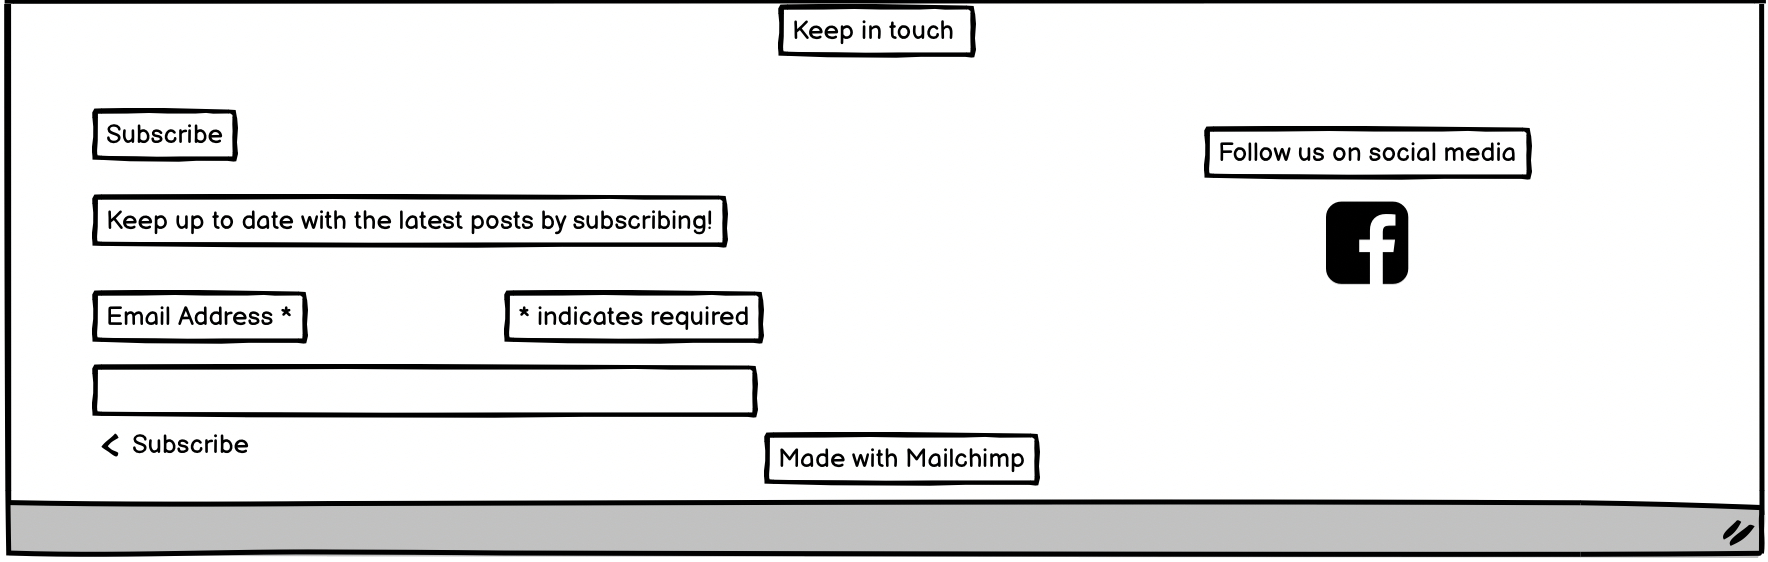 Keep in touch
Subscribe
Follow us on social media
Keep up to date with the latest posts by subscribing!
Email Address *
* indicates required
Subscribe
Made with Mailchimp